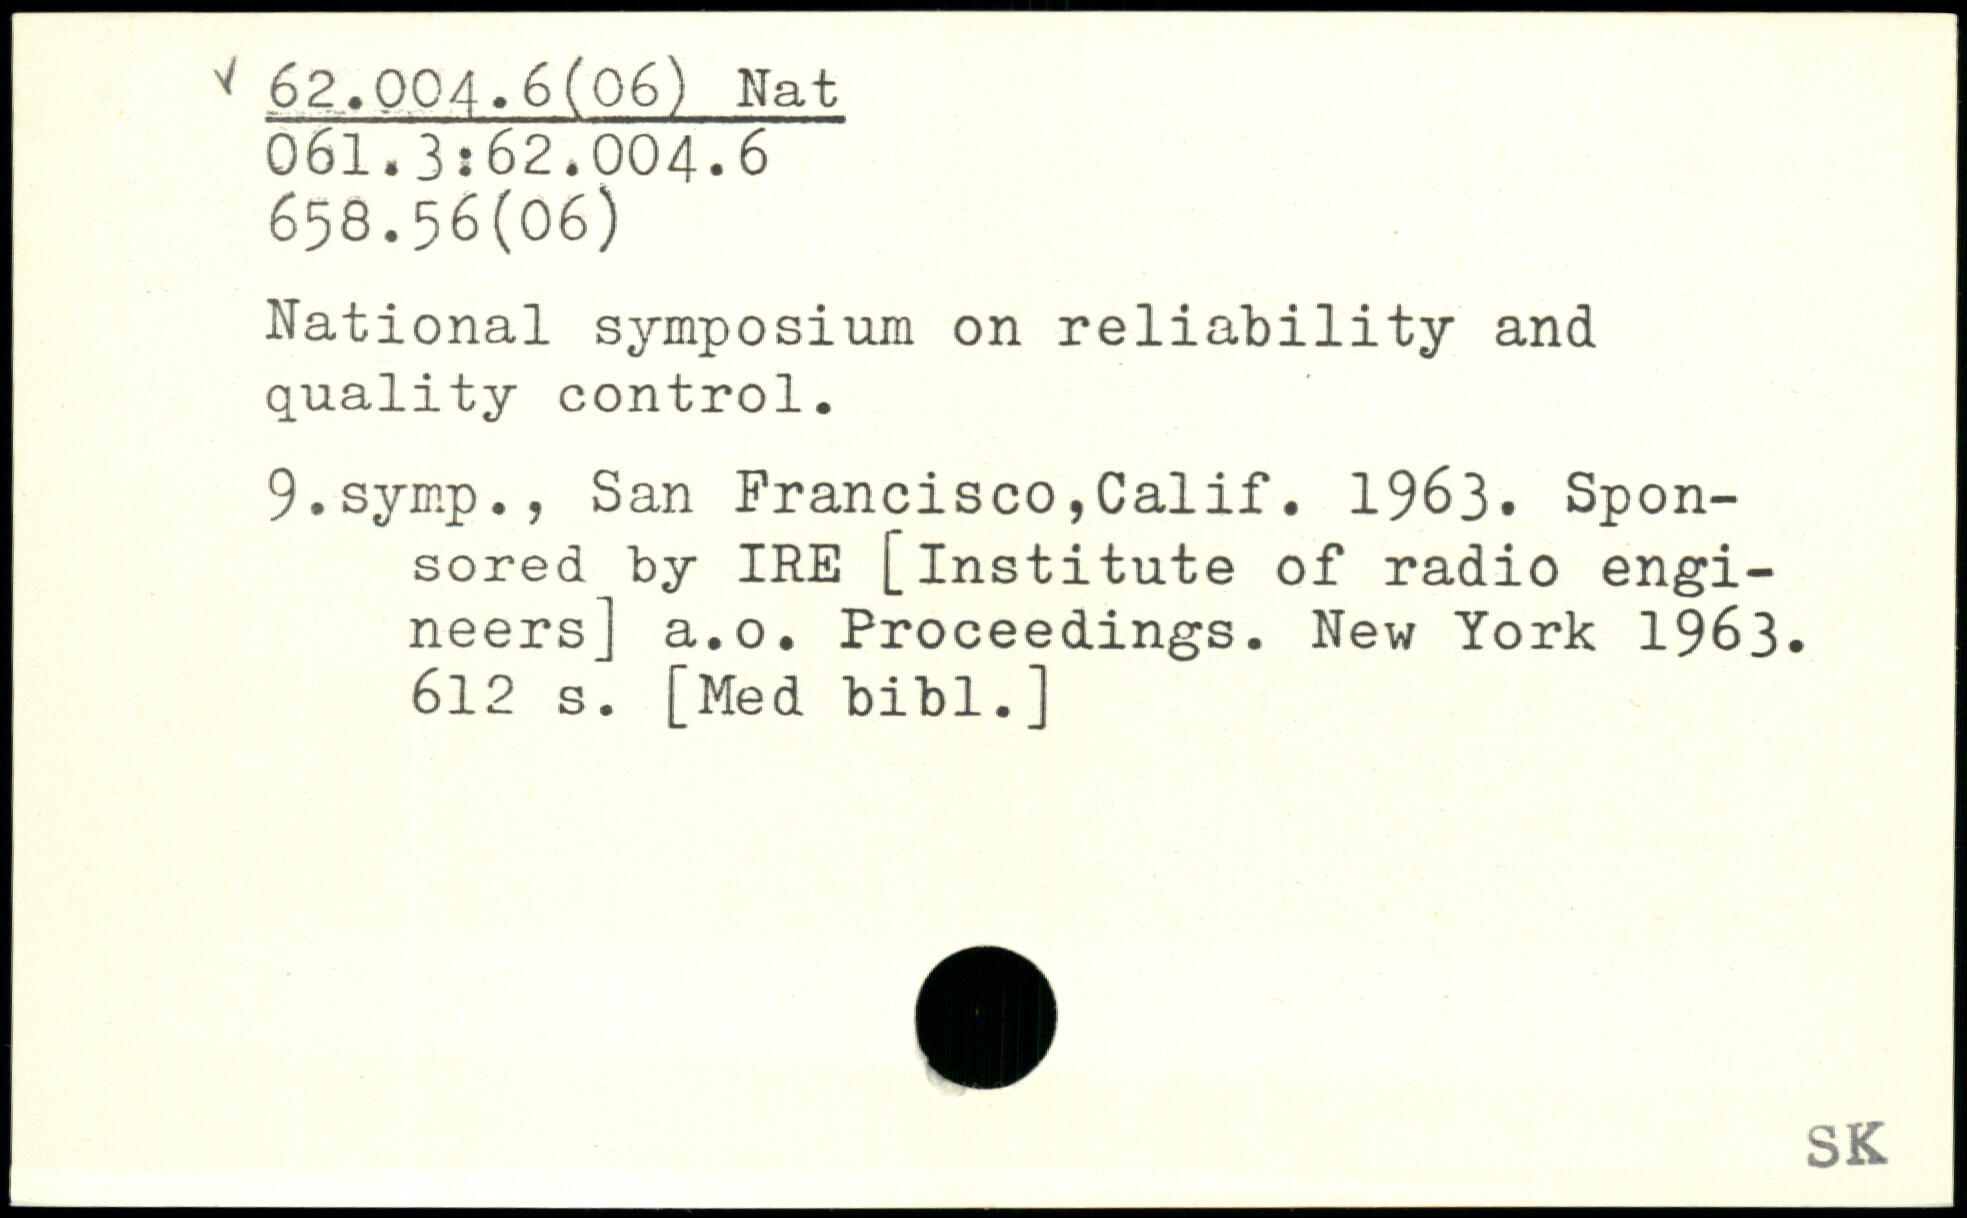 √ 62.004.6(06) Nat
061.3:62.004.6
658.56(06)
National symposium on reliability and
quality control.
9.symp., San Francisco,Calif. 1963. Spon-
sored by IRE [Institute of radio engi-
neers] a.o. Proceedings. New York 1963.
612 s. [Med bibl.]
SK